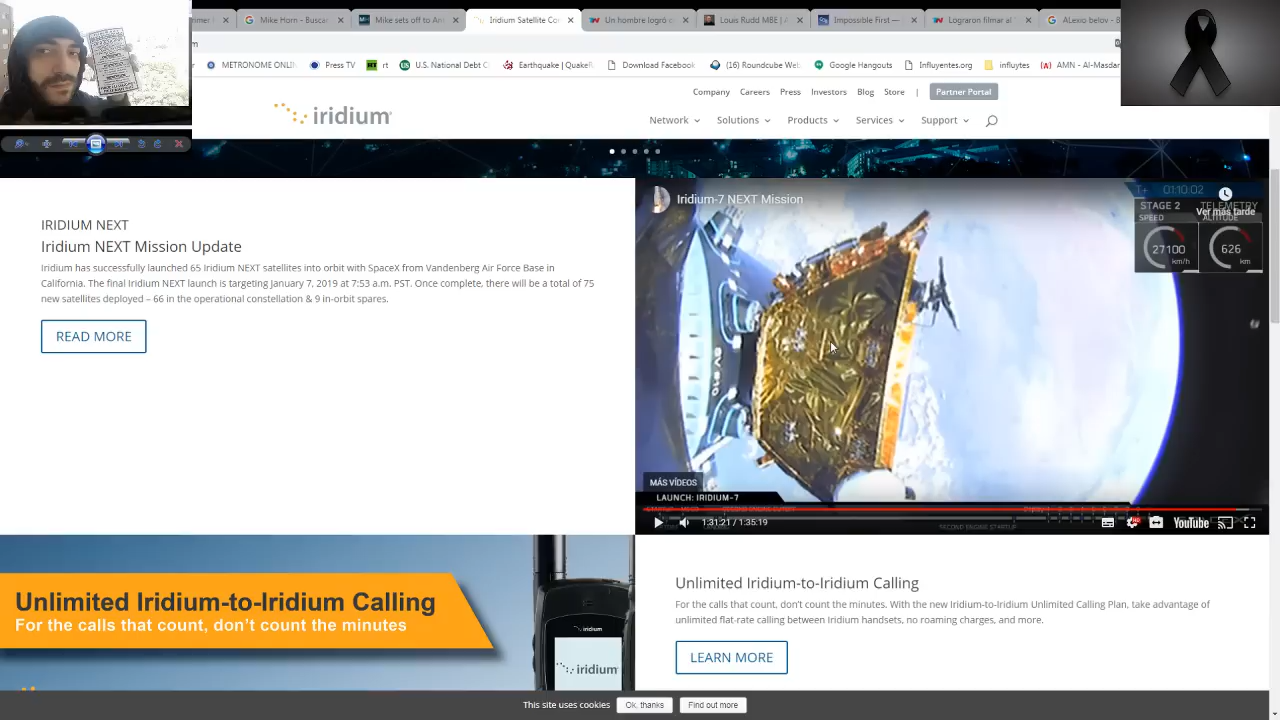 Mike Horn - Buscar
Mike sets off to An
Iridium Satellite Co
Un hombre logró c
Louis Rudd MBE | A
Impossible First —
Lograron filmar al
ALexio belov - B
METRONOME ONLIN
Press TV
rt
U.S. National Debt C
Earthquake | Quake
Download Facebook
(16) Roundcube Web
Google Hangouts
Influyentes.org
influytes
AMN - Al-Masdar
Company
Careers
Press
Investors
Blog
Store
|
Partner Portal
iridium
Network
Solutions
Products
Services
Support
IRIDIUM NEXT
Iridium NEXT Mission Update
Iridium has successfully launched 65 Iridium NEXT satellites into orbit with SpaceX from Vandenberg Air Force Base in
California. The final Iridium NEXT launch is targeting January 7, 2019 at 7:53 a.m. PST. Once complete, there will be a total of 75
new satellites deployed – 66 in the operational constellation & 9 in-orbit spares.
READ MORE
Iridium-7 NEXT Mission
T+ 01:10:02
STAGE 2 TELEMETRY
Ver más tarde
SPEED
ALTITUDE
27100
km/h
626
km
MÁS VÍDEOS
LAUNCH: IRIDIUM-7
1:31:21 / 1:35:19
HD
YouTube
SECOND ENGINE STARTUP
Unlimited Iridium-to-Iridium Calling
For the calls that count, don't count the minutes
iridium
iridium
Unlimited Iridium-to-Iridium Calling
For the calls that count, don't count the minutes. With the new Iridium-to-Iridium Unlimited Calling Plan, take advantage of
unlimited flat-rate calling between Iridium handsets, no roaming charges, and more.
LEARN MORE
This site uses cookies
Ok, thanks
Find out more